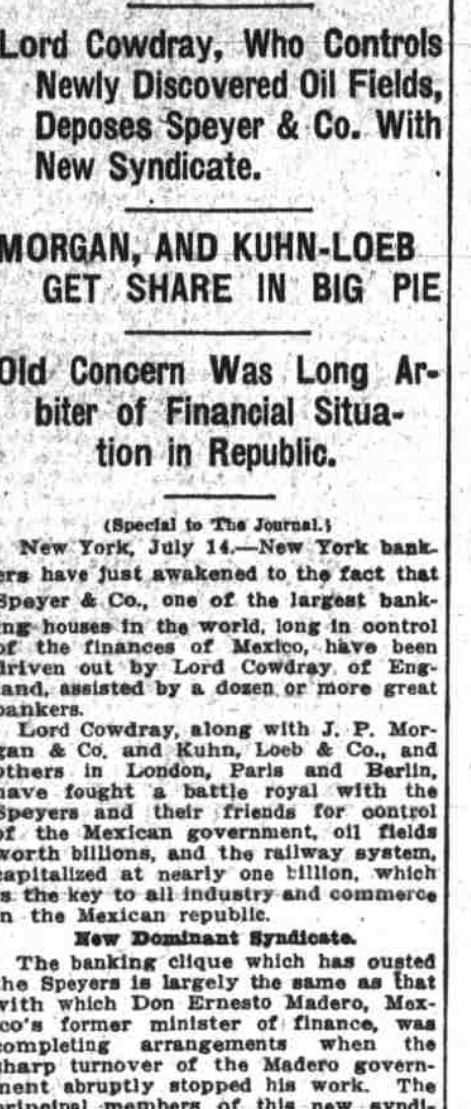 Lord Cowdray, Who Controls
Newly Discovered Oil Fields,
Deposes Speyer & Co. With
New Syndicate.
MORGAN, AND KUHN-LOEB
GET SHARE IN BIG PIE
Old Concern Was Long Ar-
biter of Financial Situa-
tion in Republic.
(Special to The Journal.)
New York, July 14.—New York bank-
ers have just awakened to the fact that
Speyer & Co., one of the largest bank-
ng houses in the world, long in control
of the finances of Mexico, have been
driven out by Lord Cowdray of Eng-
and, assisted by a dozen or more great
bankers.
Lord Cowdray, along with J. P. Mor-
gan & Co. and Kuhn, Loeb & Co., and
others in London, Paris and Berlin,
have fought a battle royal with the
Speyers and their friends for control
of the Mexican government, oil fields
worth billions, and the railway system,
capitalized at nearly one billion, which
s the key to all industry and commerce
n the Mexican republic.
New Dominant Syndicate.
The banking clique which has ousted
the Speyers is largely the same as that
with which Don Ernesto Madero, Mex-
co's former minister of finance, was
completing arrangements when the
sharp turnover of the Madero govern-
ment abruptly stopped his work. The
principal members of this new syndi-